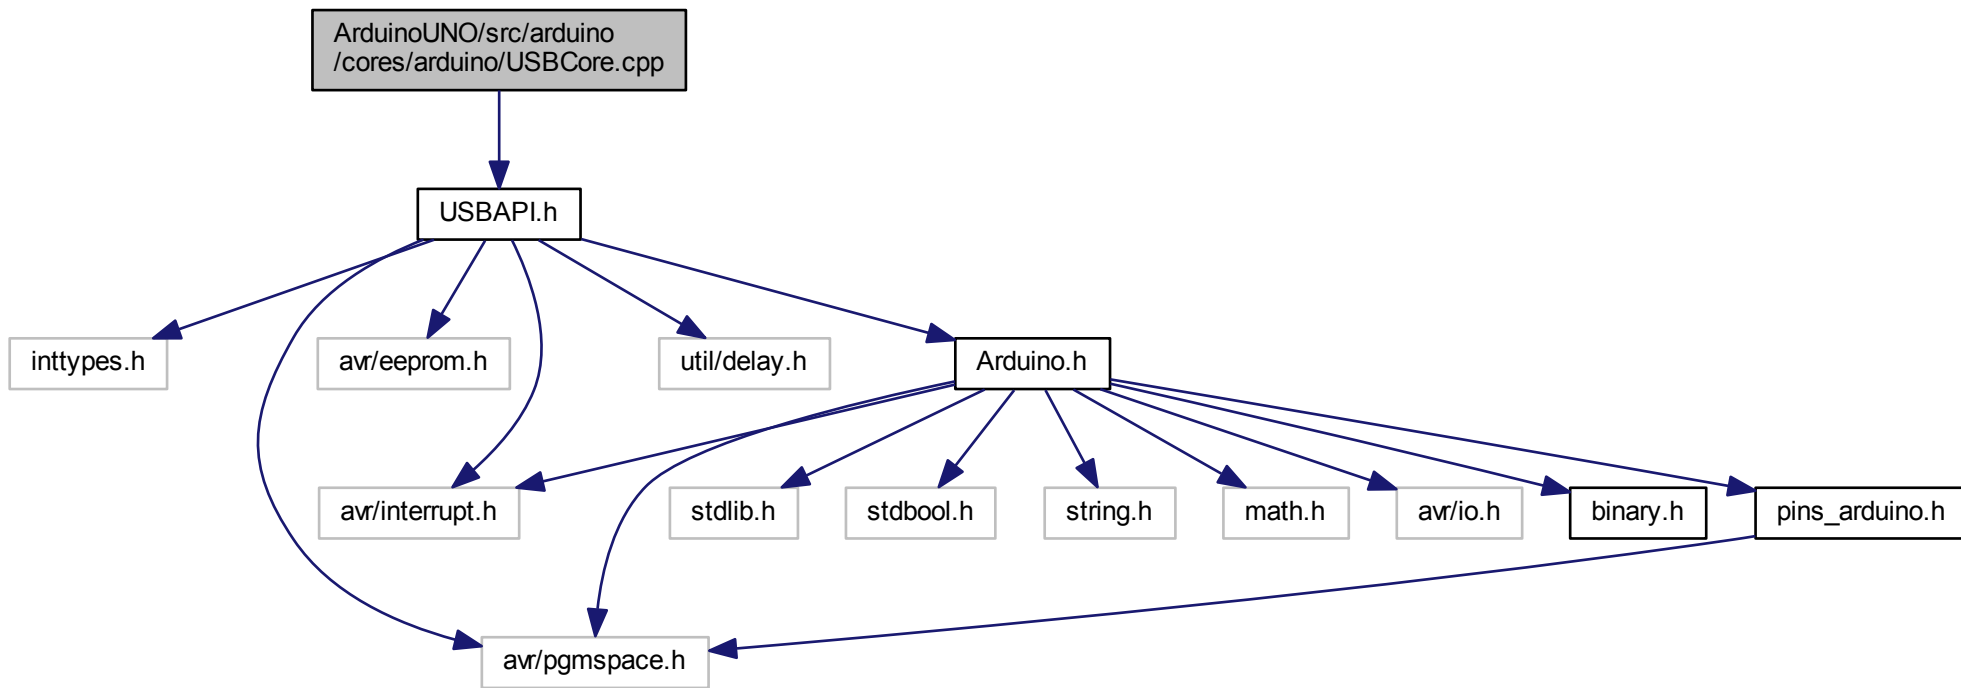 ArduinoUNO/src/arduino
/cores/arduino/USBCore.cpp
USBAPI.h
inttypes.h
avr/eeprom.h
util/delay.h
Arduino.h
avr/interrupt.h
stdlib.h
stdbool.h
string.h
math.h
avr/io.h
binary.h
pins_arduino.h
avr/pgmspace.h